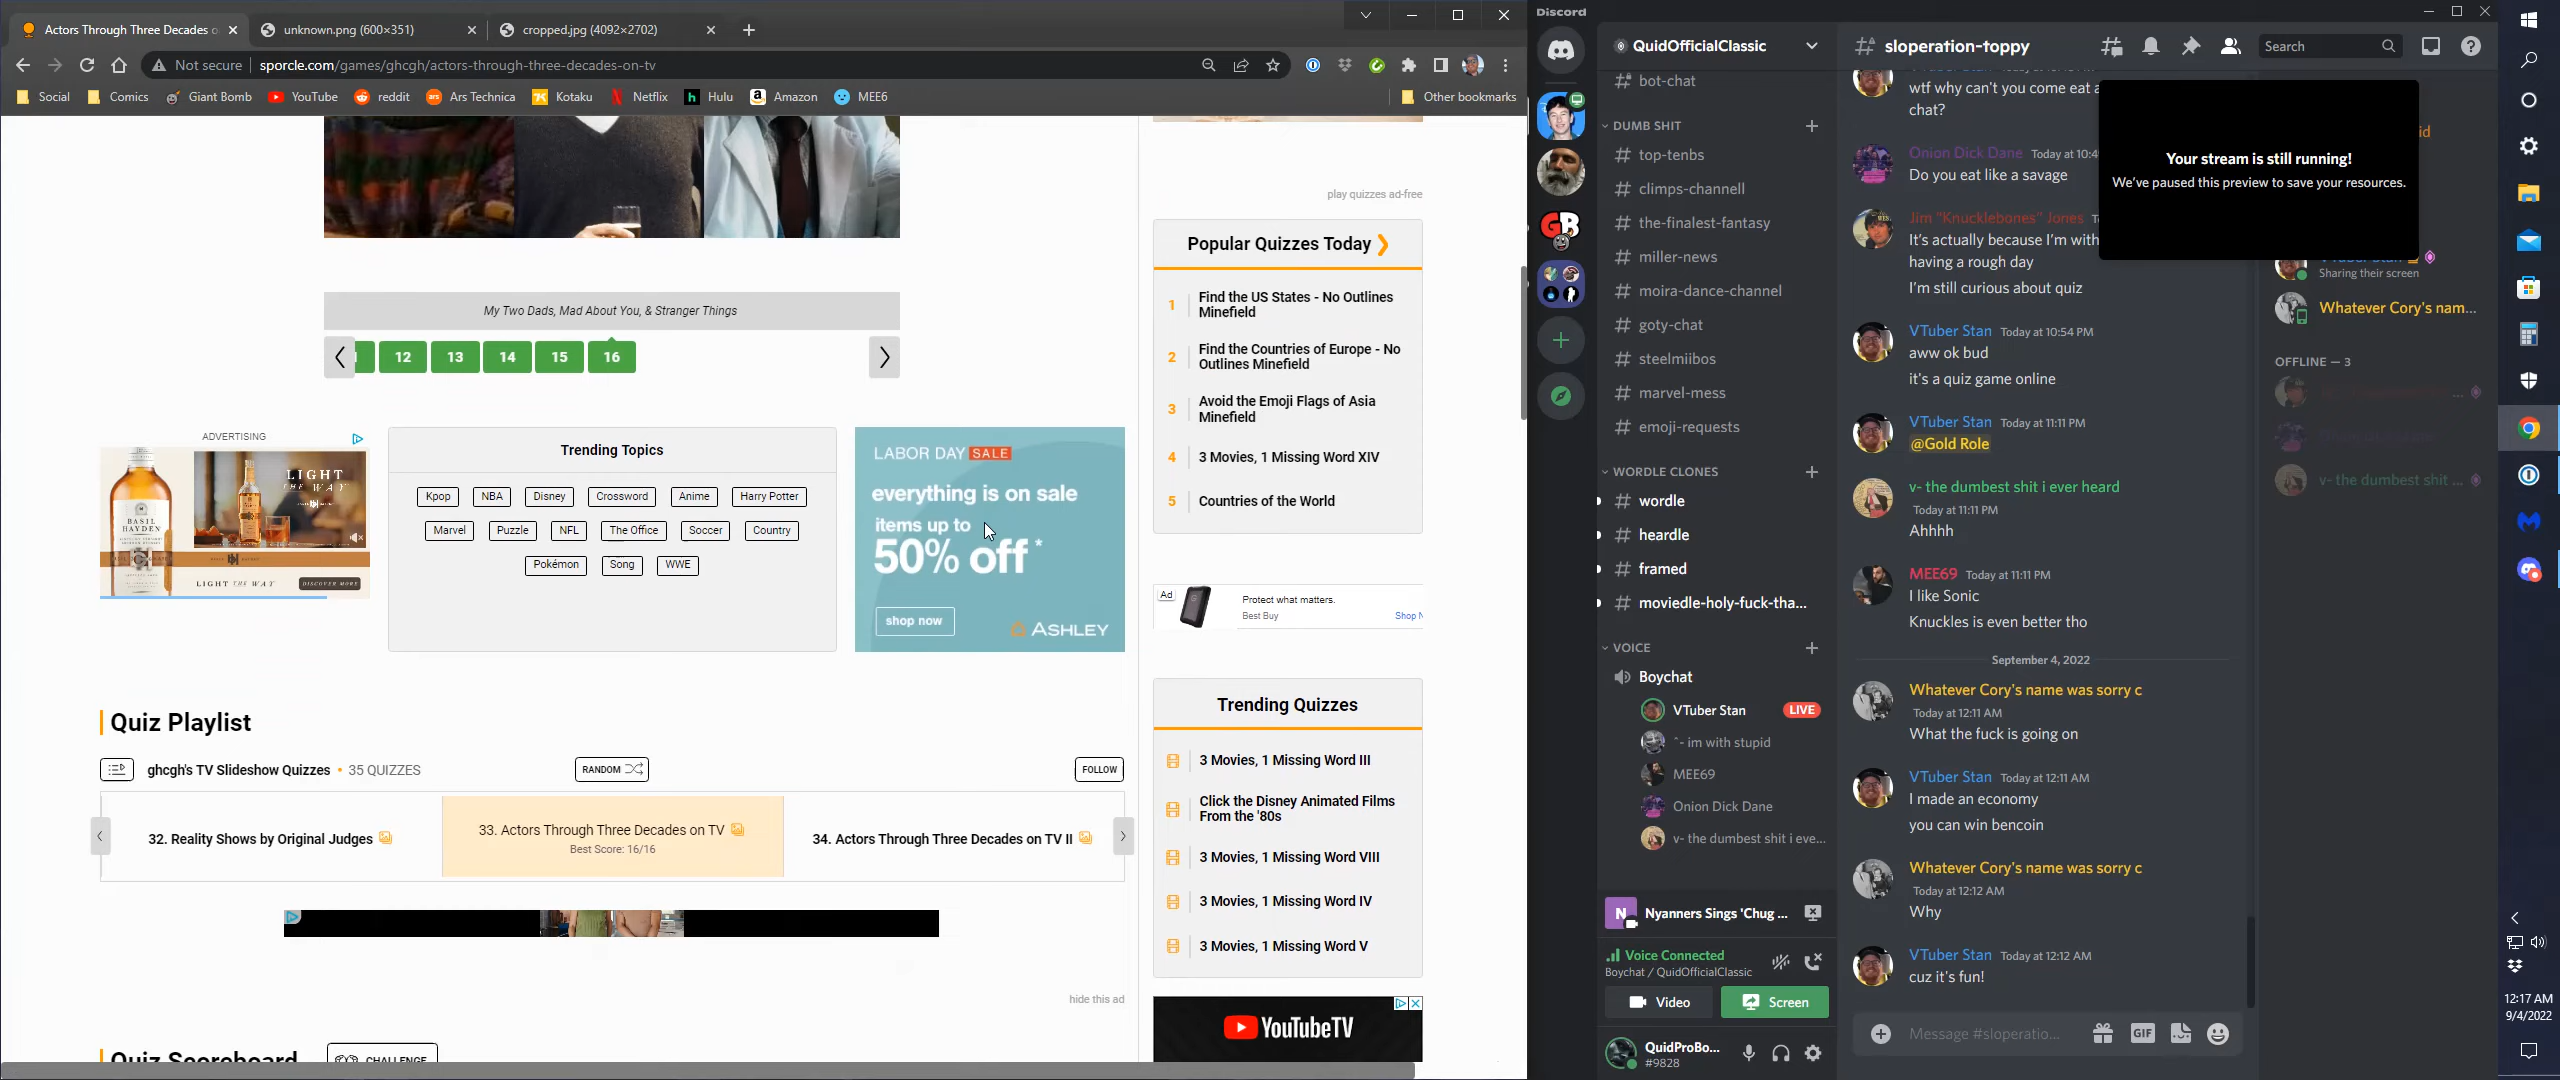 Actors Through Three Decades o
unknown.png (600×351)
cropped.jpg (4092×2702)
Not secure
sporcle.com/games/ghcgh/actors-through-three-decades-on-tv
Social
Comics
Giant Bomb
YouTube
reddit
Ars Technica
Kotaku
Netflix
Hulu
Amazon
MEE6
Other bookmarks
My Two Dads, Mad About You, & Stranger Things
12
13
14
15
16
ADVERTISING
BASIL
HAYDEN
LIGHT
THE WAY
LIGHT THE WAY
DISCOVER MORE
Trending Topics
Kpop
NBA
Disney
Crossword
Anime
Harry Potter
Marvel
Puzzle
NFL
The Office
Soccer
Country
Pokémon
Song
WWE
LABOR DAY SALE
everything is on sale
items up to
50% off*
shop now
ASHLEY
Quiz Playlist
ghcgh's TV Slideshow Quizzes • 35 QUIZZES
RANDOM
FOLLOW
32. Reality Shows by Original Judges
33. Actors Through Three Decades on TV
Best Score: 16/16
34. Actors Through Three Decades on TV II
hide this ad
Quiz Scoreboard
CHALLENGE
play quizzes ad-free
Popular Quizzes Today
1 Find the US States - No Outlines
Minefield
2 Find the Countries of Europe - No
Outlines Minefield
3 Avoid the Emoji Flags of Asia
Minefield
4 3 Movies, 1 Missing Word XIV
5 Countries of the World
Ad
Protect what matters.
Best Buy
Shop N
Trending Quizzes
3 Movies, 1 Missing Word III
Click the Disney Animated Films
From the '80s
3 Movies, 1 Missing Word VIII
3 Movies, 1 Missing Word IV
3 Movies, 1 Missing Word V
YouTubeTV
Discord
QuidOfficialClassic
bot-chat
DUMB SHIT
top-tenbs
climps-channell
the-finalest-fantasy
miller-news
moira-dance-channel
goty-chat
steelmiibos
marvel-mess
emoji-requests
WORDLE CLONES
wordle
heardle
framed
moviedle-holy-fuck-tha...
VOICE
Boychat
VTuber Stan
LIVE
^- im with stupid
MEE69
Onion Dick Dane
v- the dumbest shit i eve...
N
Nyanners Sings 'Chug ...
Voice Connected
Boychat / QuidOfficialClassic
Video
Screen
QuidProBo...
#9828
sloperation-toppy
Search
wtf why can't you come eat a
chat?
Onion Dick Dane Today at 10:4
Do you eat like a savage
Jim "Knucklebones" Jones
It's actually because I'm with
having a rough day
I'm still curious about quiz
VTuber Stan Today at 10:54 PM
aww ok bud
it's a quiz game online
VTuber Stan Today at 11:11 PM
@Gold Role
v- the dumbest shit i ever heard
Today at 11:11 PM
Ahhhh
MEE69 Today at 11:11 PM
I like Sonic
Knuckles is even better tho
September 4, 2022
Whatever Cory's name was sorry c
Today at 12:11 AM
What the fuck is going on
VTuber Stan Today at 12:11 AM
I made an economy
you can win bencoin
Whatever Cory's name was sorry c
Today at 12:12 AM
Why
VTuber Stan Today at 12:12 AM
cuz it's fun!
Message #sloperatio...
GIF
Your stream is still running!
We've paused this preview to save your resources.
id
Sharing their screen
Whatever Cory's nam...
OFFLINE — 3
v- the dumbest shit ...
12:17 AM
9/4/2022